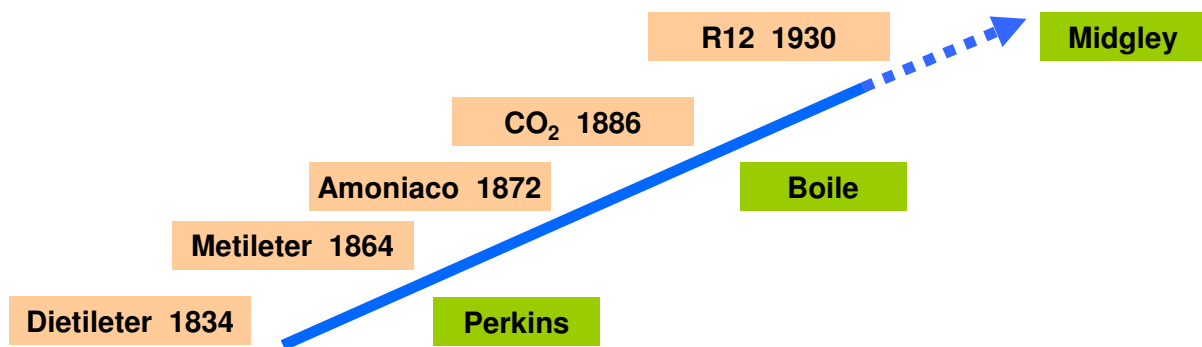 R12 1930
Midgley
CO₂ 1886
Amoniaco 1872
Boile
Metileter 1864
Dietileter 1834
Perkins